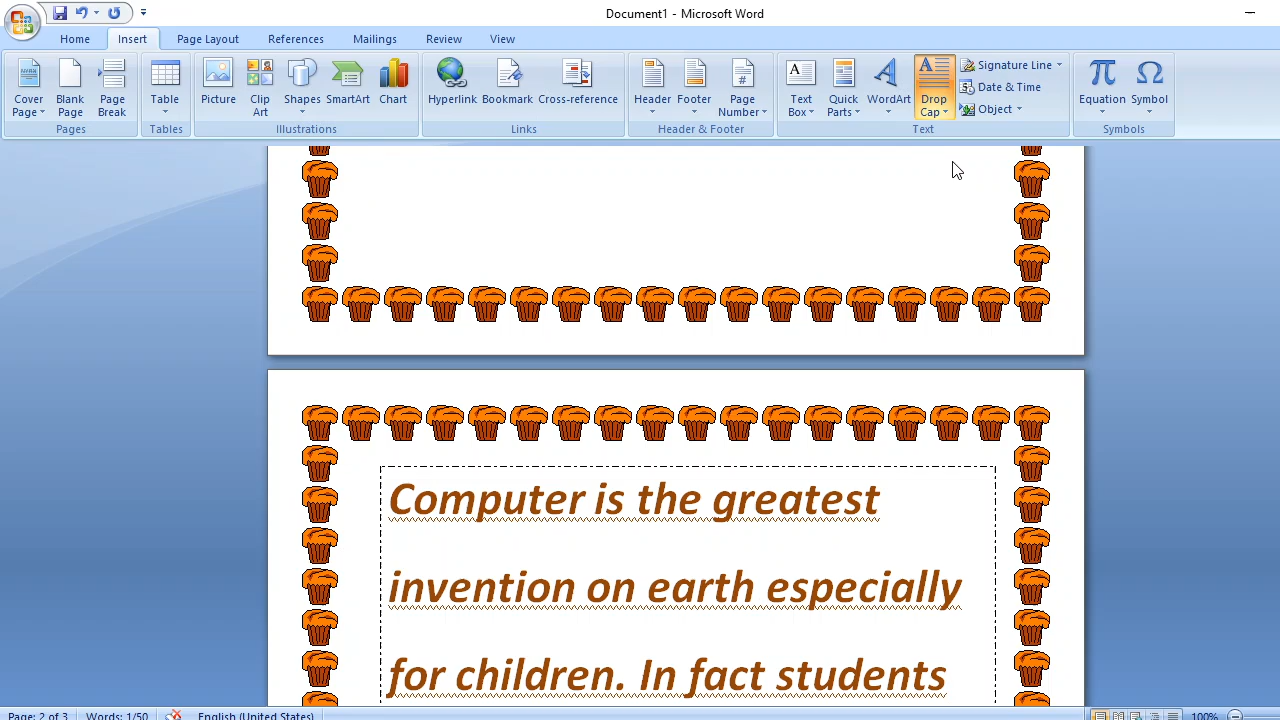 Document1 - Microsoft Word
Home Insert Page Layout References Mailings Review View
Cover Page Blank Page Page Break Table Picture Clip Art Shapes SmartArt Chart Hyperlink Bookmark Cross-reference Header Footer Page Number Text Box Quick Parts WordArt Drop Cap Signature Line
Date & Time
Object
Equation Symbol
Pages Tables Illustrations Links Header & Footer Text Symbols
Computer is the greatest
invention on earth especially
for children. In fact students
Page: 2 of 3 Words: 1/50 English (United States) 100%